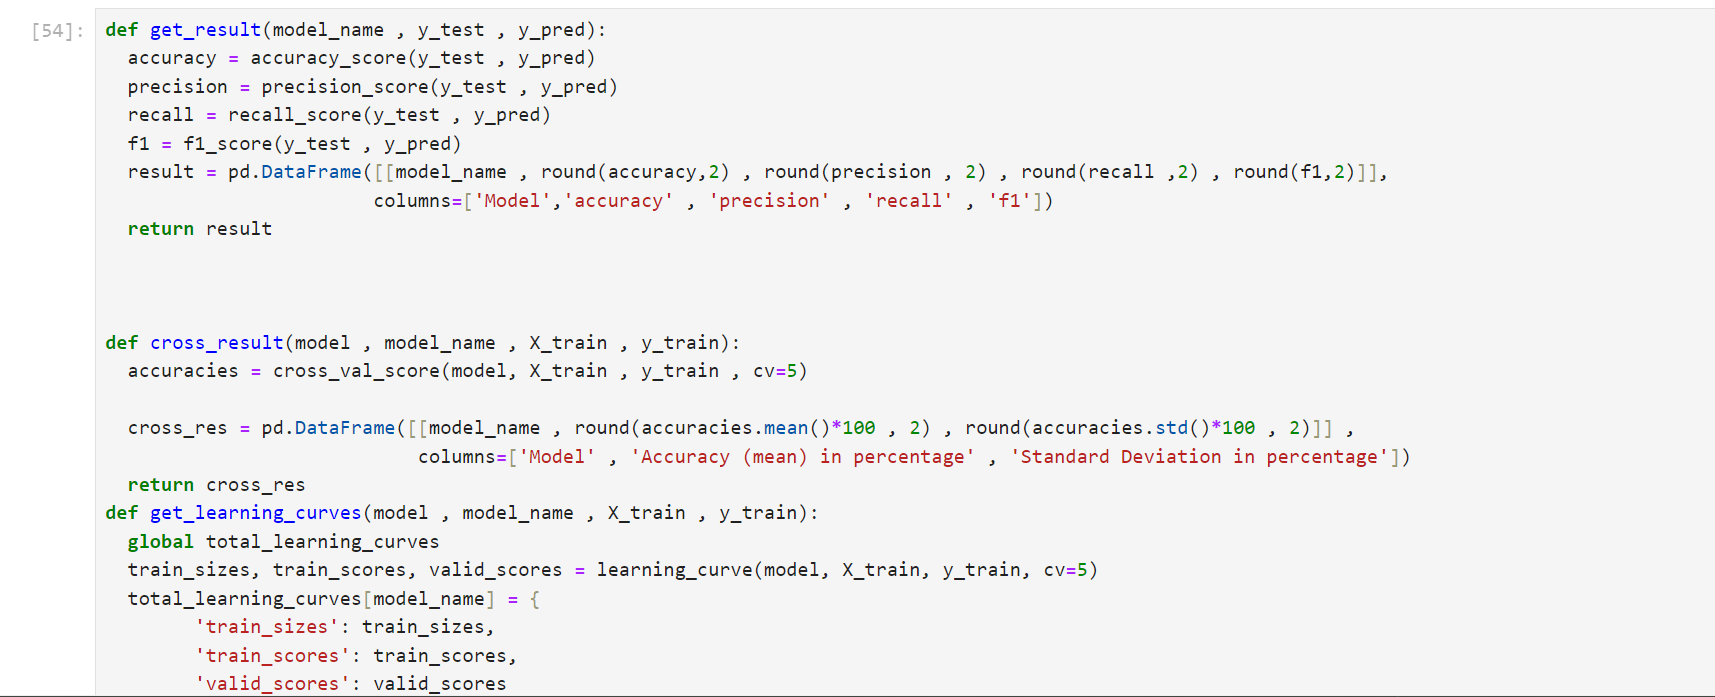 [54]:
def get_result(model_name , y_test , y_pred):
  accuracy = accuracy_score(y_test , y_pred)
  precision = precision_score(y_test , y_pred)
  recall = recall_score(y_test , y_pred)
  f1 = f1_score(y_test , y_pred)
  result = pd.DataFrame([[model_name , round(accuracy,2) , round(precision , 2) , round(recall ,2) , round(f1,2)]],
                        columns=['Model','accuracy' , 'precision' , 'recall' , 'f1'])
  return result
def cross_result(model , model_name , X_train , y_train):
  accuracies = cross_val_score(model, X_train , y_train , cv=5)
  cross_res = pd.DataFrame([[model_name , round(accuracies.mean()*100 , 2) , round(accuracies.std()*100 , 2)]] ,
                            columns=['Model' , 'Accuracy (mean) in percentage' , 'Standard Deviation in percentage'])
  return cross_res
def get_learning_curves(model , model_name , X_train , y_train):
  global total_learning_curves
  train_sizes, train_scores, valid_scores = learning_curve(model, X_train, y_train, cv=5)
  total_learning_curves[model_name] = {
        'train_sizes': train_sizes,
        'train_scores': train_scores,
        'valid_scores': valid_scores